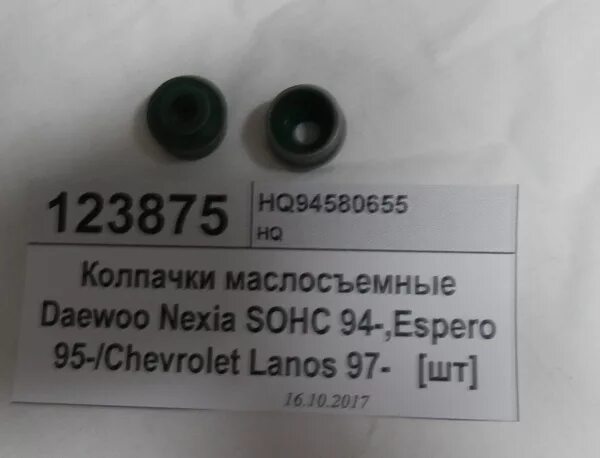 123875
HQ94580655
HQ
Колпачки маслосъемные
Daewoo Nexia SOHC 94-,Espero
95-/Chevrolet Lanos 97- [шт]
16.10.2017